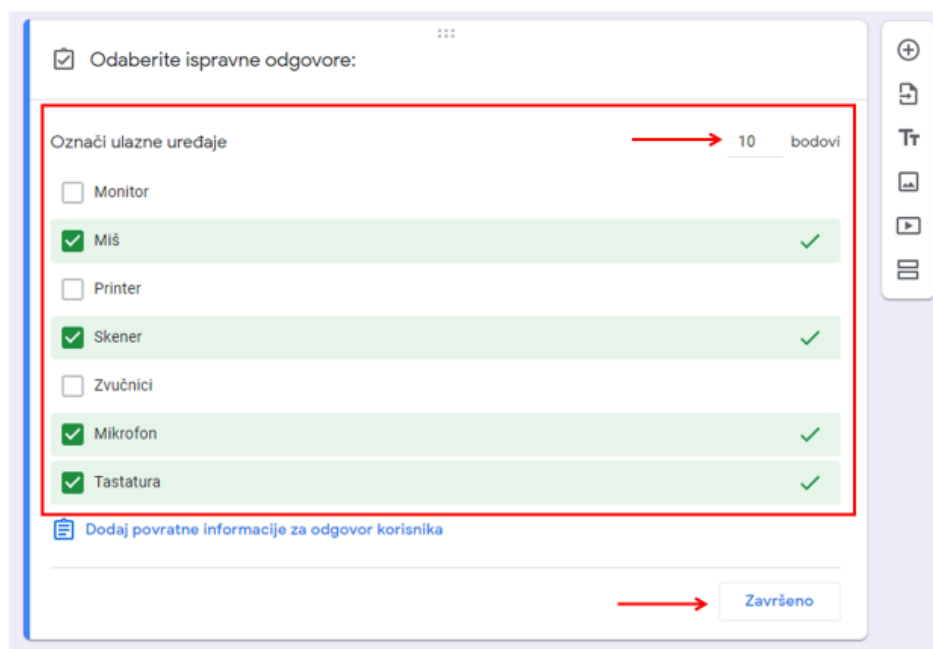 Odaberite ispravne odgovore:
Označi ulazne uređaje 10 bodovi
Monitor
Miš
Printer
Skener
Zvučnici
Mikrofon
Tastatura
Dodaj povratne informacije za odgovor korisnika
Završeno
Tт